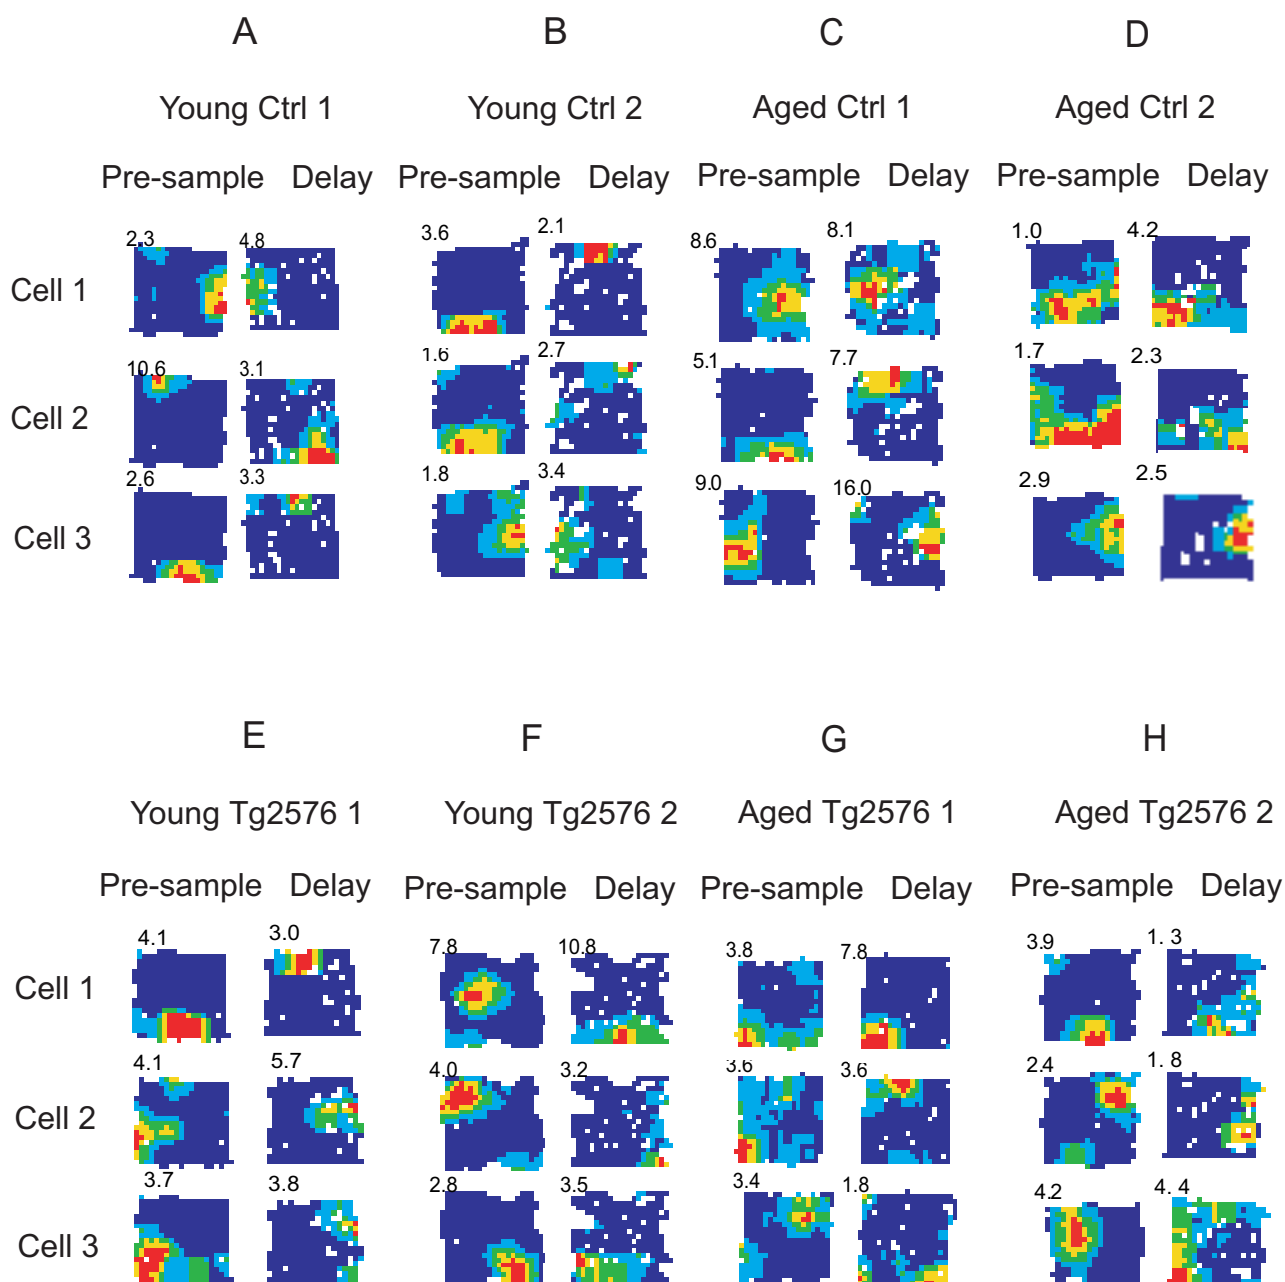 A B C D
Young Ctrl 1 Young Ctrl 2 Aged Ctrl 1 Aged Ctrl 2
Pre-sample Delay Pre-sample Delay Pre-sample Delay Pre-sample Delay
2.3 4.8 3.6 2.1 8.6 8.1 1.0 4.2
Cell 1
10.6 3.1 1.6 2.7 5.1 7.7 1.7 2.3
Cell 2
2.6 3.3 1.8 3.4 9.0 16.0 2.9 2.5
Cell 3
E F G H
Young Tg2576 1 Young Tg2576 2 Aged Tg2576 1 Aged Tg2576 2
Pre-sample Delay Pre-sample Delay Pre-sample Delay Pre-sample Delay
4.1 3.0 7.8 10.8 3.8 7.8 3.9 1. 3
Cell 1
4.1 5.7 4.0 3.2 3.6 3.6 2.4 1. 8
Cell 2
3.7 3.8 2.8 3.5 3.4 1.8 4.2 4. 4
Cell 3